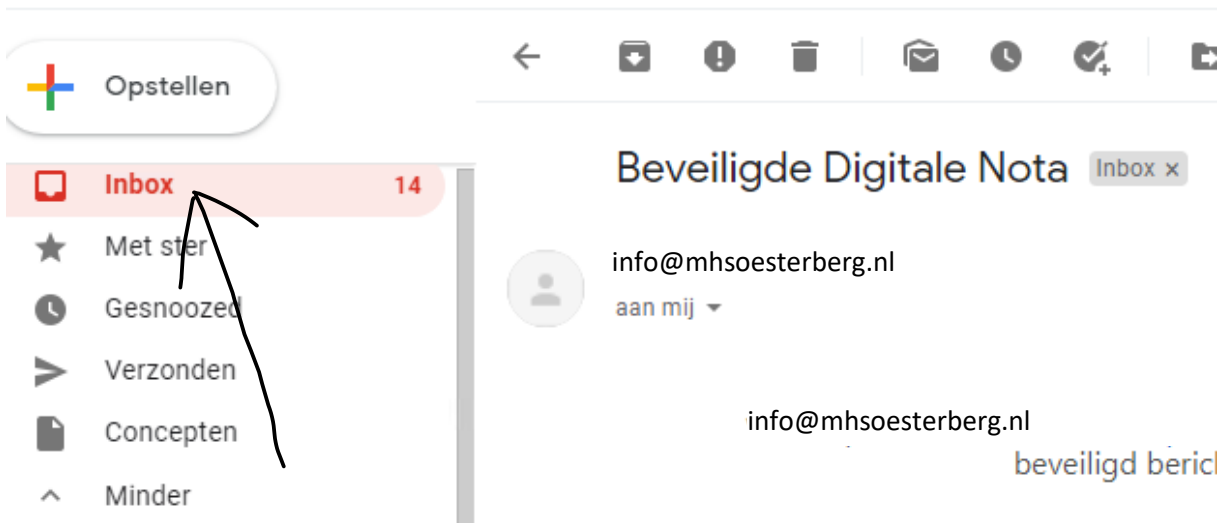 Opstellen
Inbox 14
Met ster
Gesnoozed
Verzonden
Concepten
Minder
Beveiligde Digitale Nota Inbox x
info@mhsoesterberg.nl
aan mij
info@mhsoesterberg.nl
beveiligd